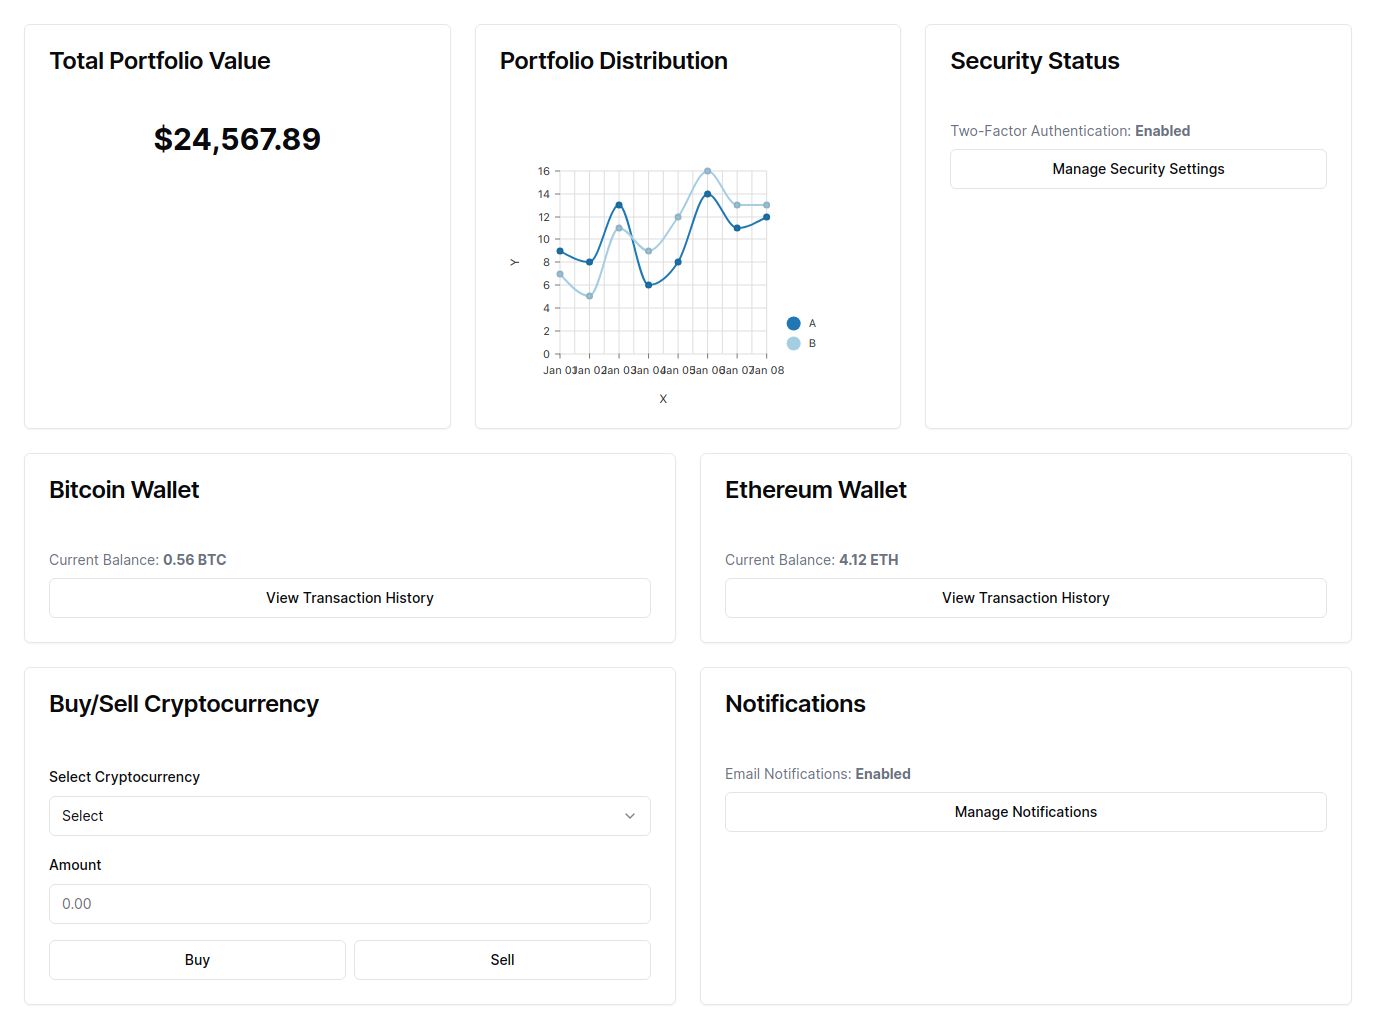 Total Portfolio Value
$24,567.89
Portfolio Distribution
16
14
12
10
8
6
4
2
0
Y
Jan 01 Jan 02 Jan 03 Jan 04 Jan 05 Jan 06 Jan 07 Jan 08
X
A
B
Security Status
Two-Factor Authentication: Enabled
Manage Security Settings
Bitcoin Wallet
Current Balance: 0.56 BTC
View Transaction History
Ethereum Wallet
Current Balance: 4.12 ETH
View Transaction History
Buy/Sell Cryptocurrency
Select Cryptocurrency
Select
Amount
0.00
Buy
Sell
Notifications
Email Notifications: Enabled
Manage Notifications